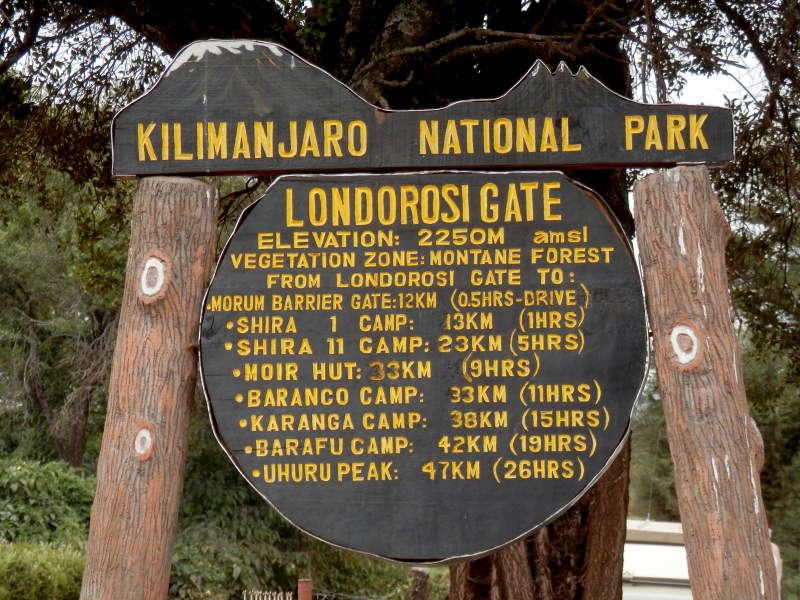 KILIMANJARO NATIONAL PARK
LONDOROSI GATE
ELEVATION: 2250M amsl
VEGETATION ZONE: MONTANE FOREST
FROM LONDOROSI GATE TO:
•MORUM BARRIER GATE: 12KM (0.5HRS-DRIVE)
•SHIRA 1 CAMP: 13KM (1HRS)
•SHIRA 11 CAMP: 23KM (5HRS)
•MOIR HUT: 33KM (9HRS)
•BARANCO CAMP: 33KM (11HRS)
•KARANGA CAMP: 38KM (15HRS)
•BARAFU CAMP: 42KM (19HRS)
•UHURU PEAK: 47KM (26HRS)